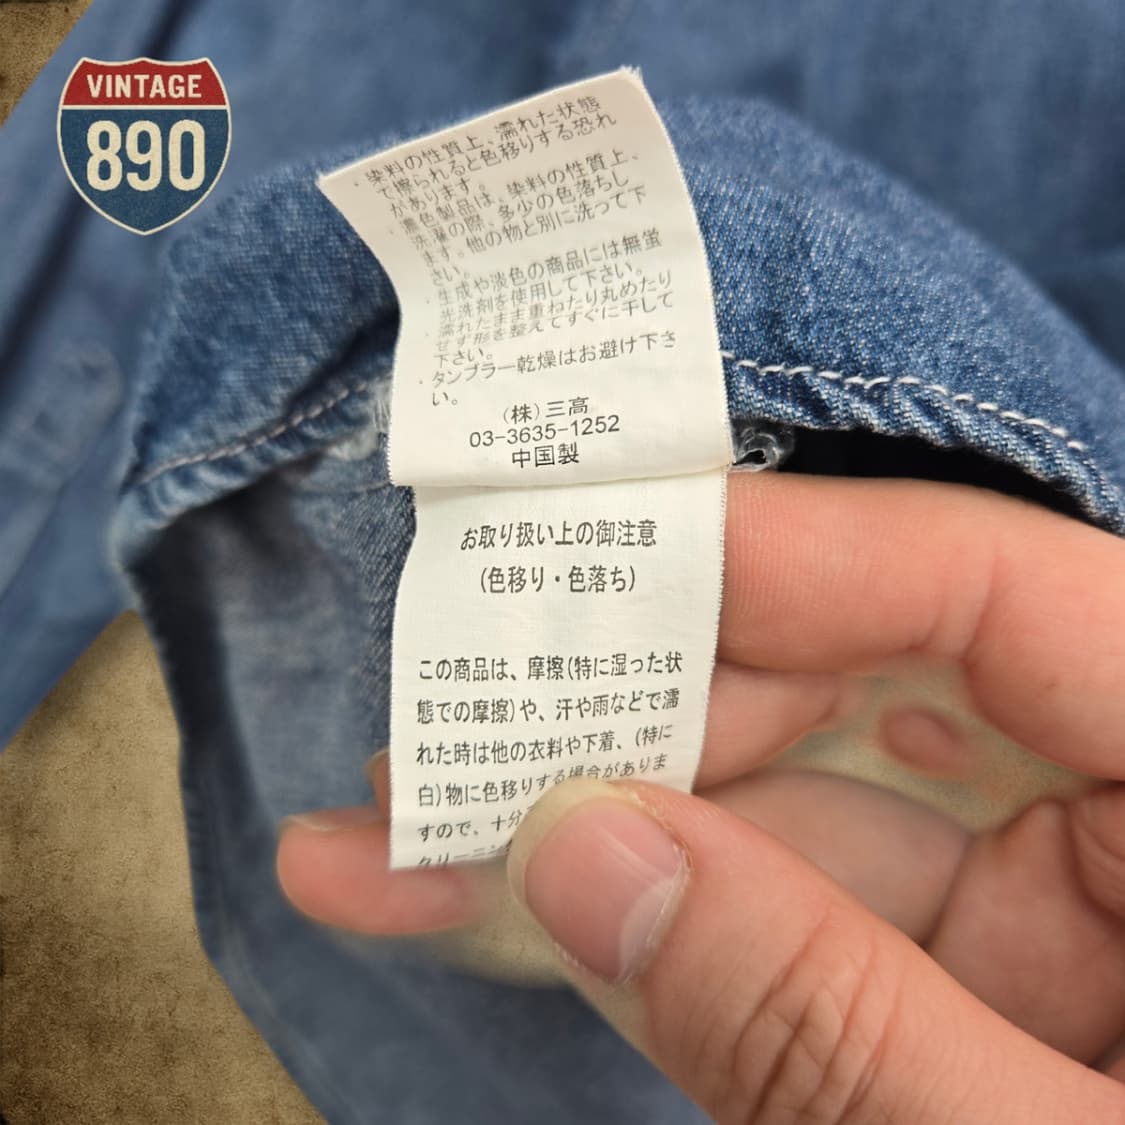 VINTAGE
890
・染料の性質上、濡れた状態
で擦られると色移りする恐れ
があります。
・濃色製品は、染料の性質上、
洗濯の際、多少の色落ちし
ます。他の物と別に洗って下
さい。
・生成や淡色の商品には無蛍
光洗剤を使用して下さい。
・濡れたまま重ねたり丸めたり
せず形を整えてすぐに干して
下さい。
・タンブラー乾燥はお避け下さ
い。
(株)三高
03-3635-1252
中国製
お取り扱い上の御注意
(色移り・色落ち)
この商品は、摩擦(特に湿った状
態での摩擦)や、汗や雨などで濡
れた時は他の衣料や下着、(特に
白)物に色移りする場合がありま
すので、十分
クリーニン